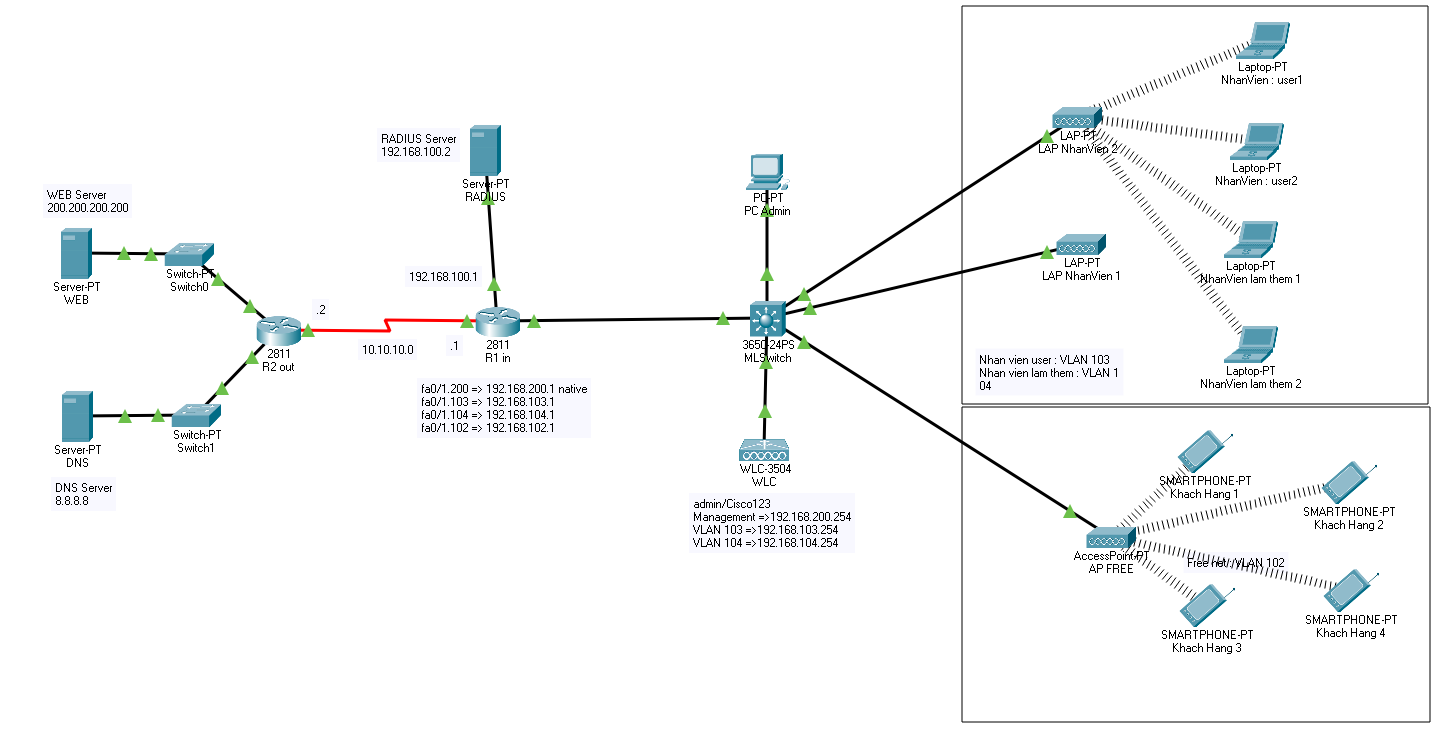 WEB Server
200.200.200.200
Server-PT
WEB
Switch-PT
Switch0
Server-PT
DNS
DNS Server
8.8.8.8
Switch-PT
Switch1
2811
R2 out
.2
10.10.10.0
.1
RADIUS Server
192.168.100.2
Server-PT
RADIUS
192.168.100.1
2811
R1 in
fa0/1.200 => 192.168.200.1 native
fa0/1.103 => 192.168.103.1
fa0/1.104 => 192.168.104.1
fa0/1.102 => 192.168.102.1
PC-PT
PC Admin
3650-24PS
MLSwitch
WLC-3504
WLC
admin/Cisco123
Management =>192.168.200.254
VLAN 103 =>192.168.103.254
VLAN 104 =>192.168.104.254
LAP-PT
LAP NhanVien 2
LAP-PT
LAP NhanVien 1
Laptop-PT
NhanVien : user1
Laptop-PT
NhanVien : user2
Laptop-PT
NhanVien lam them 1
Laptop-PT
NhanVien lam them 2
Nhan vien user : VLAN 103
Nhan vien lam them : VLAN 1
04
AccessPoint-PT
AP FREE
Free net/:VLAN 102
SMARTPHONE-PT
Khach Hang 1
SMARTPHONE-PT
Khach Hang 2
SMARTPHONE-PT
Khach Hang 3
SMARTPHONE-PT
Khach Hang 4